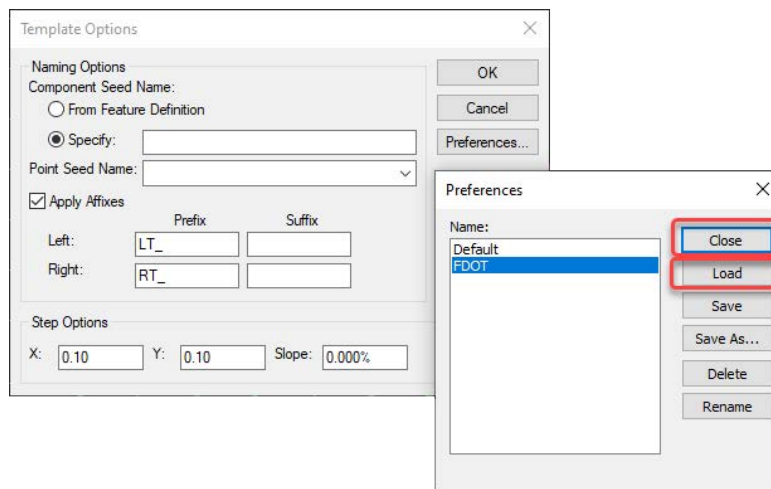 Template Options
Naming Options
Component Seed Name:
From Feature Definition
Specify:
Point Seed Name:
Apply Affixes
Prefix Suffix
Left: LT_
Right: RT_
Step Options
X: 0.10 Y: 0.10 Slope: 0.000%
OK
Cancel
Preferences...
Preferences
Name:
Default
FDOT
Close
Load
Save
Save As...
Delete
Rename